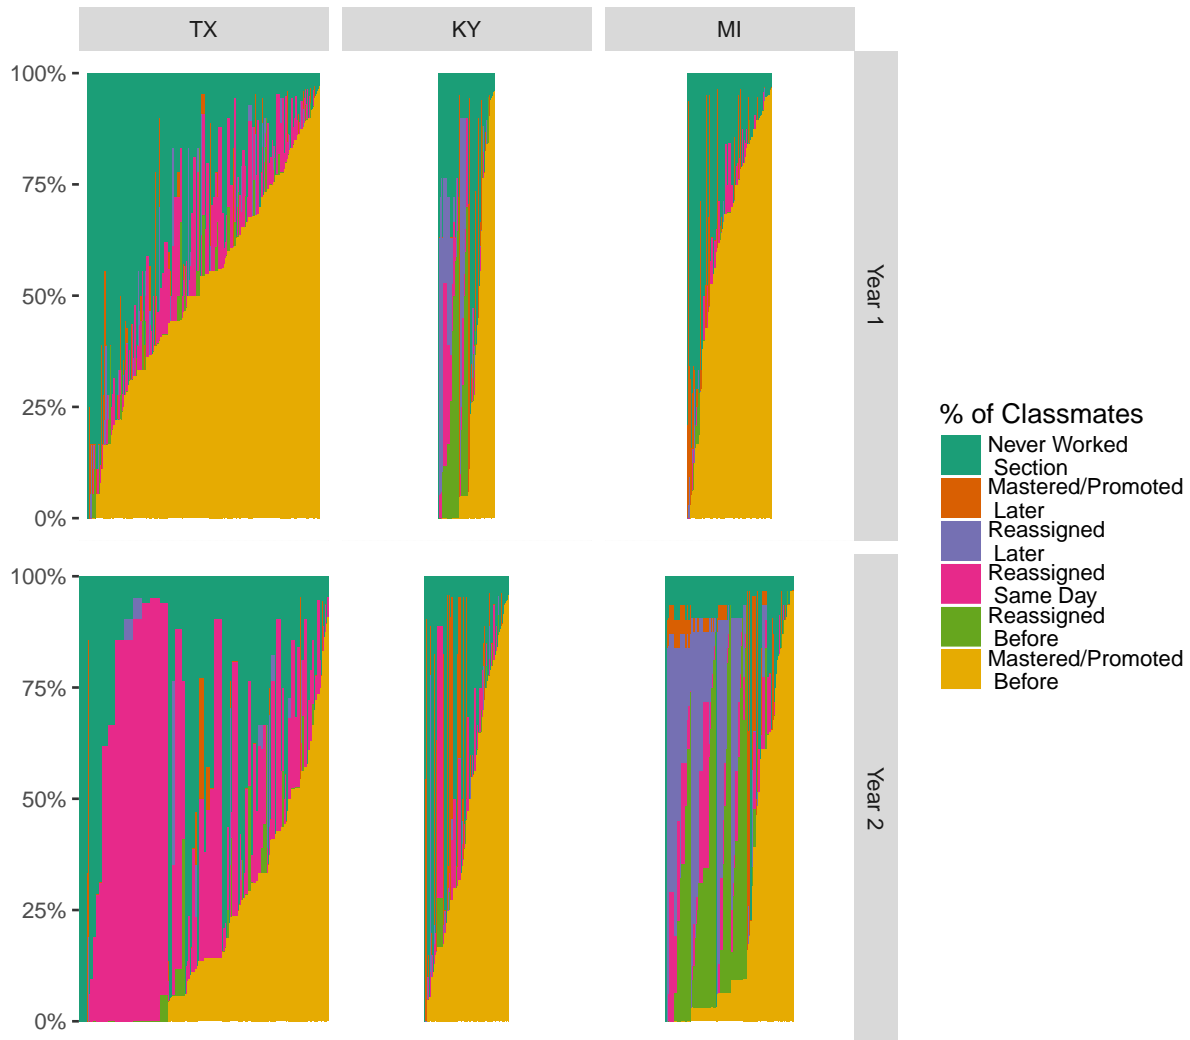 TX
KY
MI
100%
75%
50%
25%
0%
Year 1
100%
75%
50%
25%
0%
Year 2
% of Classmates
Never Worked
Section
Mastered/Promoted
Later
Reassigned
Later
Reassigned
Same Day
Reassigned
Before
Mastered/Promoted
Before